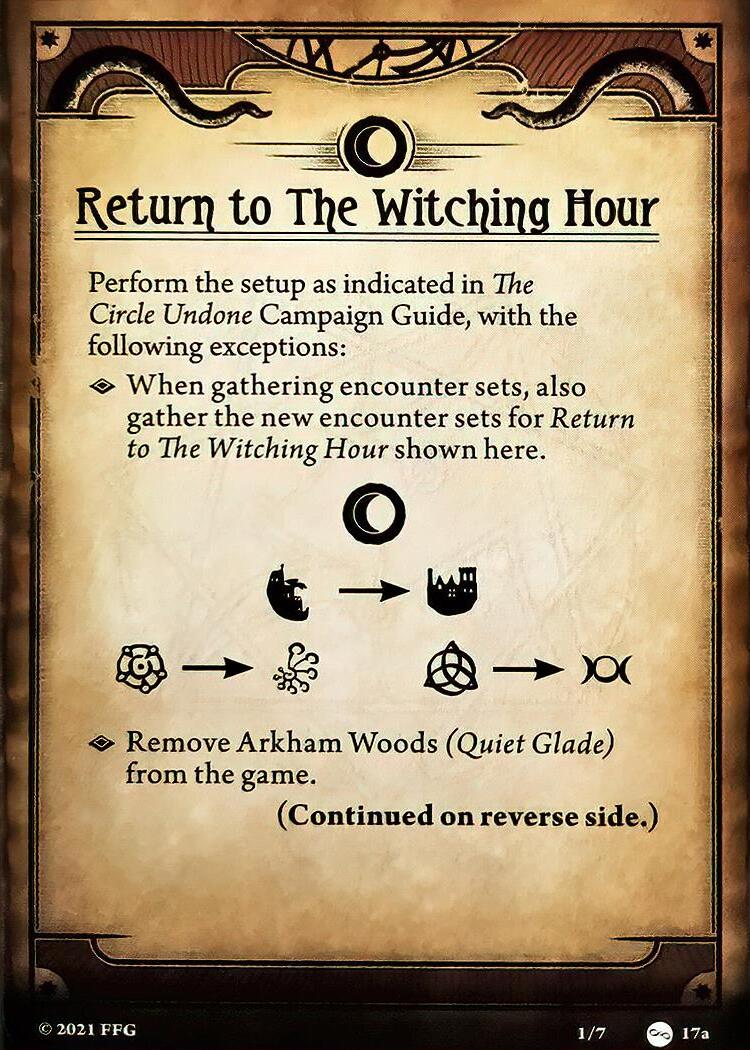 Return to The Witching Hour
Perform the setup as indicated in The
Circle Undone Campaign Guide, with the
following exceptions:
When gathering encounter sets, also
gather the new encounter sets for Return
to The Witching Hour shown here.
Remove Arkham Woods (Quiet Glade)
from the game.
(Continued on reverse side.)
© 2021 FFG
1/7
17a